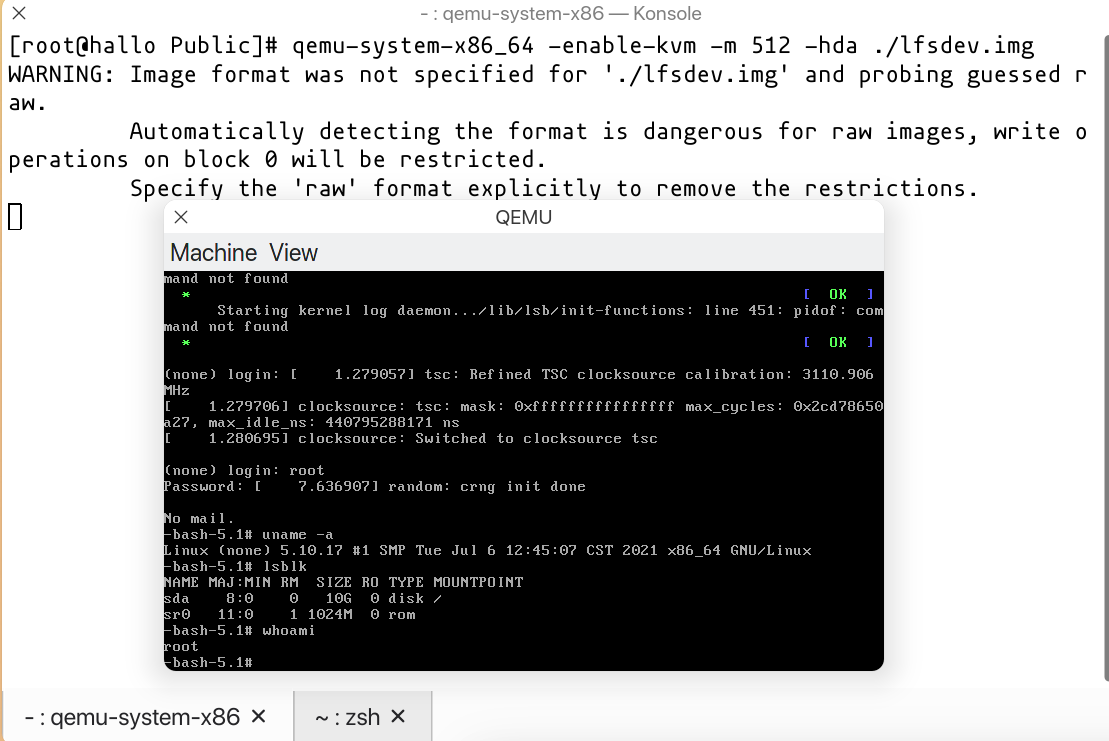 - : qemu-system-x86 — Konsole
[root@hallo Public]# qemu-system-x86_64 -enable-kvm -m 512 -hda ./lfsdev.img
WARNING: Image format was not specified for './lfsdev.img' and probing guessed r
aw.
Automatically detecting the format is dangerous for raw images, write o
perations on block 0 will be restricted.
Specify the 'raw' format explicitly to remove the restrictions.
QEMU
Machine View
mand not found
* [ OK ]
Starting kernel log daemon.../lib/lsb/init-functions: line 451: pidof: com
mand not found
* [ OK ]
(none) login: [    1.279057] tsc: Refined TSC clocksource calibration: 3110.906
MHz
[    1.279706] clocksource: tsc: mask: 0xffffffffffffffff max_cycles: 0x2cd78650
a27, max_idle_ns: 440795288171 ns
[    1.280695] clocksource: Switched to clocksource tsc
(none) login: root
Password: [    7.636907] random: crng init done
No mail.
-bash-5.1# uname -a
Linux (none) 5.10.17 #1 SMP Tue Jul 6 12:45:07 CST 2021 x86_64 GNU/Linux
-bash-5.1# lsblk
NAME MAJ:MIN RM  SIZE RO TYPE MOUNTPOINT
sda    8:0    0   10G  0 disk /
sr0   11:0    1 1024M  0 rom
-bash-5.1# whoami
root
-bash-5.1#
- : qemu-system-x86 ~ : zsh